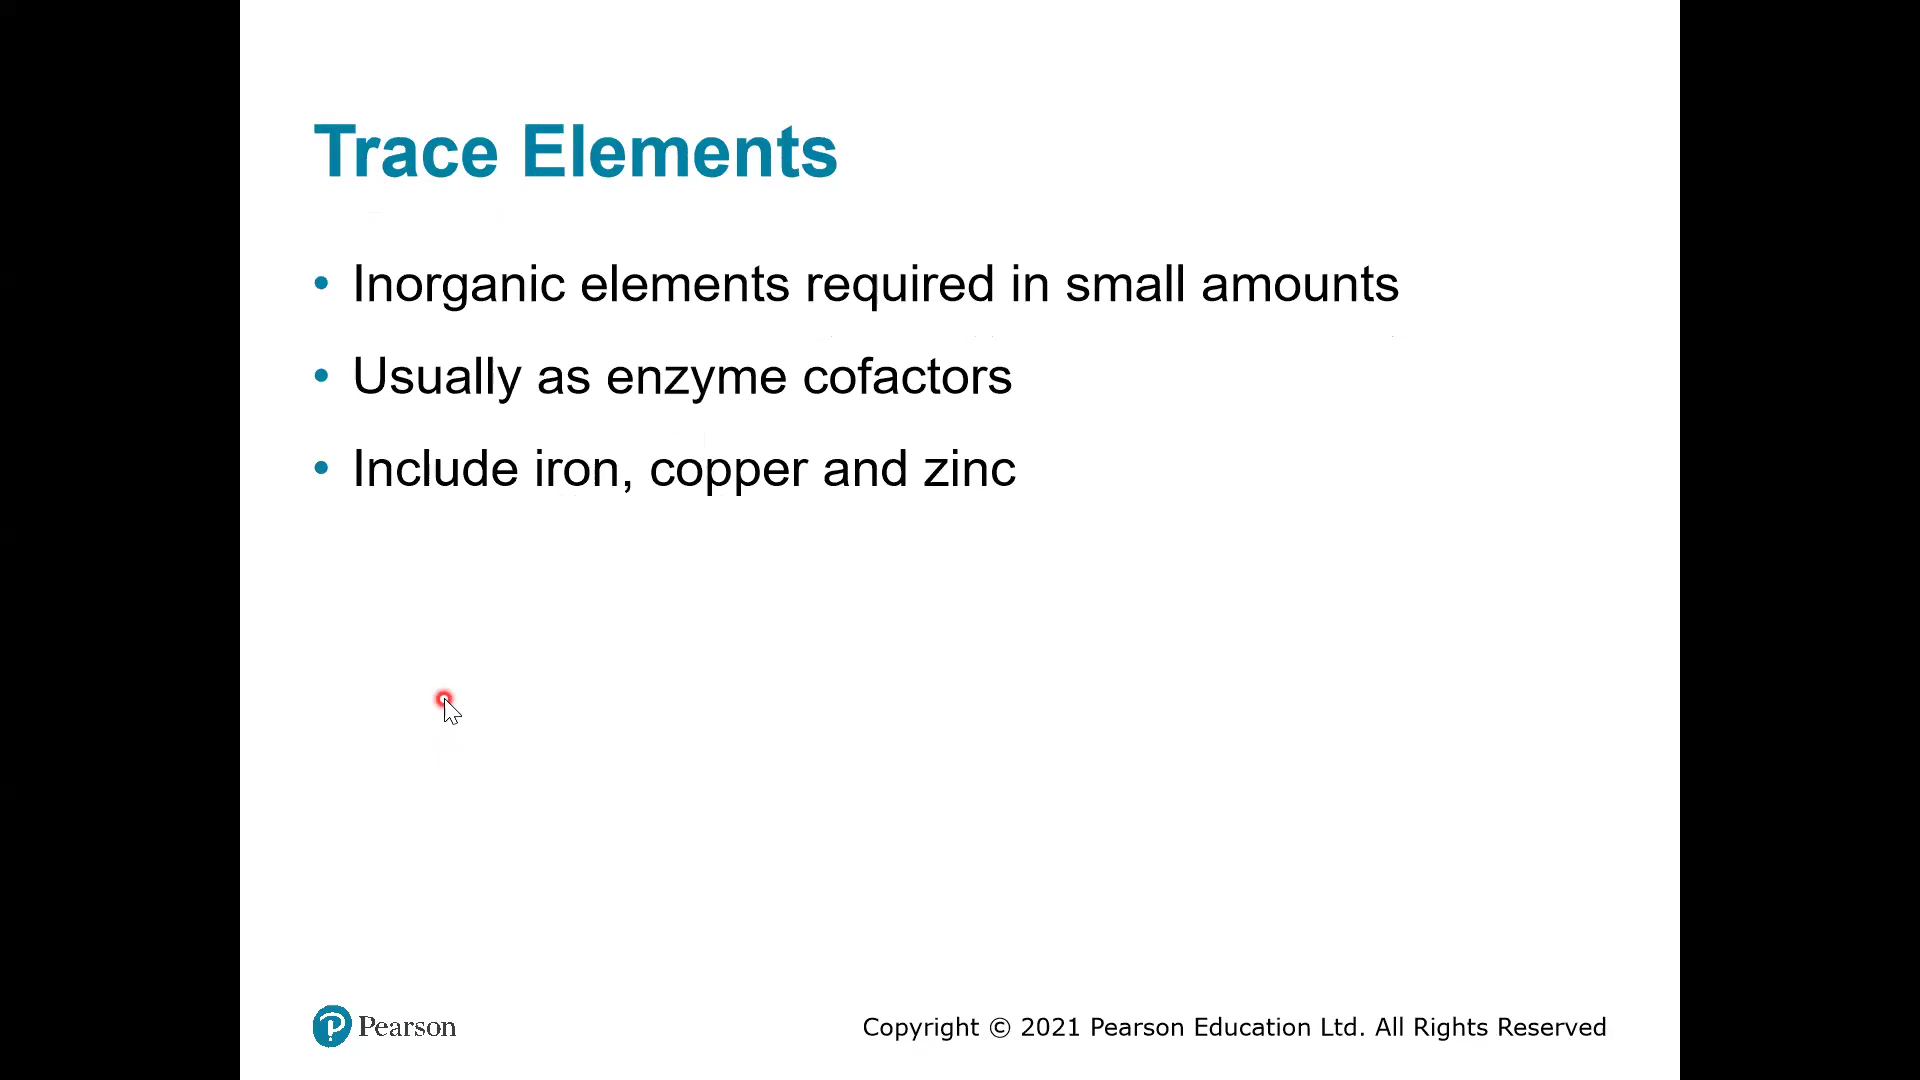 Trace Elements
• Inorganic elements required in small amounts
• Usually as enzyme cofactors
• Include iron, copper and zinc
Pearson
Copyright © 2021 Pearson Education Ltd. All Rights Reserved